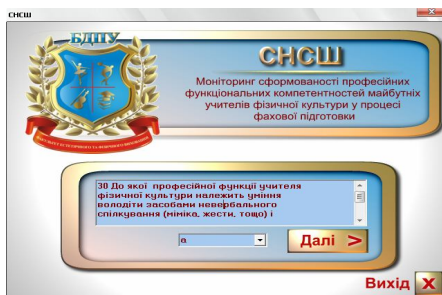 СНСШ
БДПУ
СНСШ
Моніторинг сформованості професійних
функціональних компетентностей майбутніх
учителів фізичної культури у процесі
фахової підготовки
30 До якої професійної функції учителя
фізичної культури належить уміння
володіти засобами невербального
спілкування (міміка, жести, тощо) і
а
Далі >
Вихід X